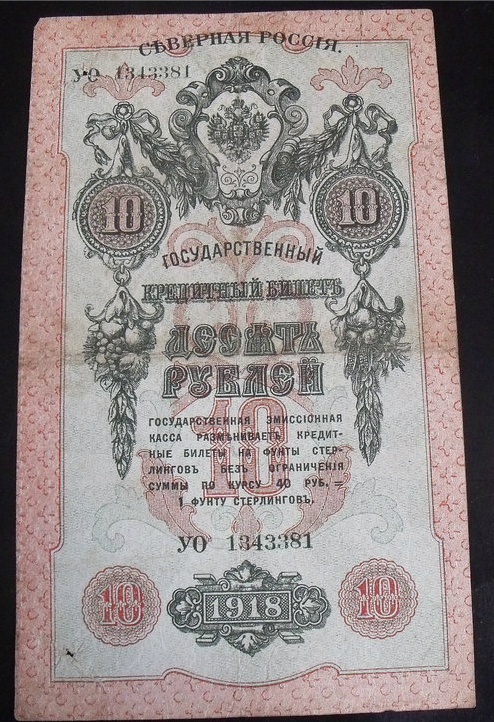 СѢВЕРНАЯ РОССІЯ.
УО 1343381
10 10
ГОСУДАРСТВЕННЫЙ
КРЕДИТНЫЙ БИЛЕТЪ
ДЕСЯТЬ
РУБЛЕЙ
10
ГОСУДАРСТВЕННАЯ ЭМИССІОННАЯ
КАССА РАЗМѢНИВАЕТЪ КРЕДИТ-
НЫЕ БИЛЕТЫ НА ФУНТЫ СТЕР-
ЛИНГОВЪ БЕЗЪ ОГРАНИЧЕНІЯ
СУММЫ ПО КУРСУ 40 РУБ. =
1 ФУНТУ СТЕРЛИНГОВЪ.
УО 1343381
10 1918 10